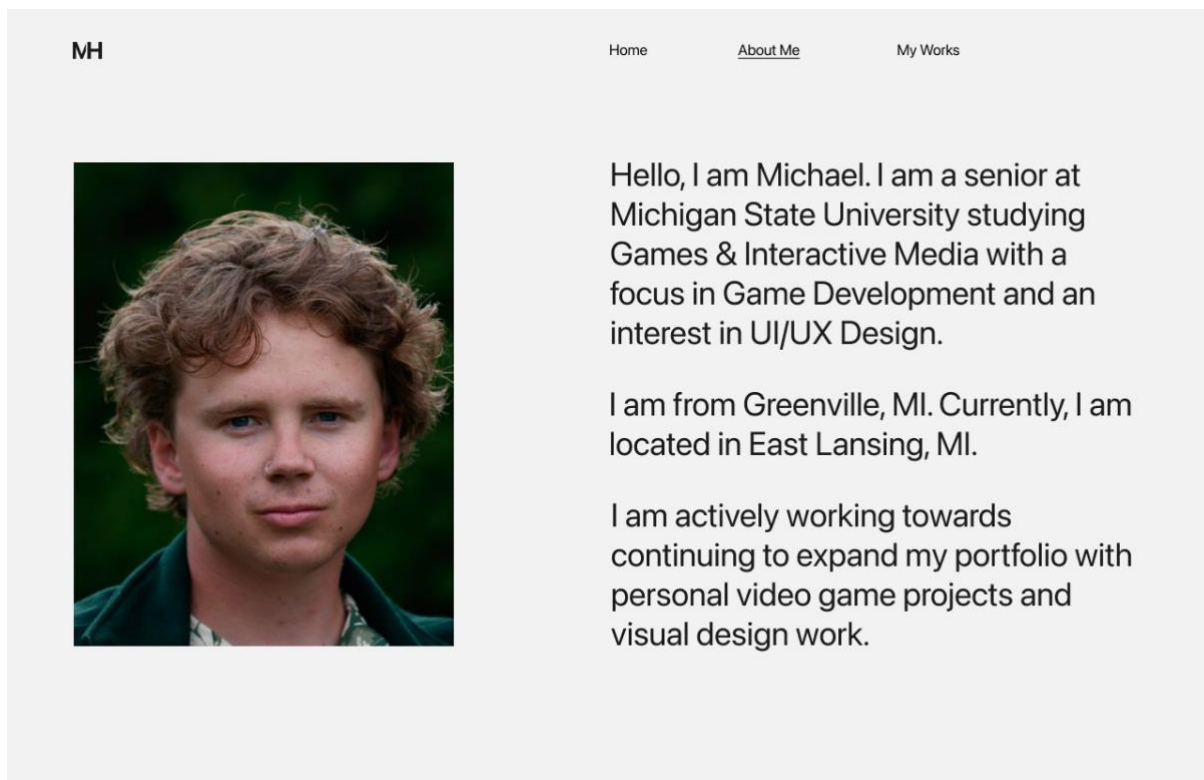 MH
Home
About Me
My Works
Hello, I am Michael. I am a senior at
Michigan State University studying
Games & Interactive Media with a
focus in Game Development and an
interest in UI/UX Design.
I am from Greenville, MI. Currently, I am
located in East Lansing, MI.
I am actively working towards
continuing to expand my portfolio with
personal video game projects and
visual design work.